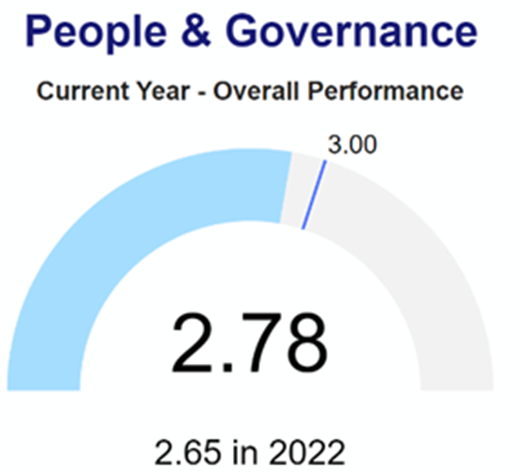 People & Governance
Current Year - Overall Performance
3.00
2.78
2.65 in 2022